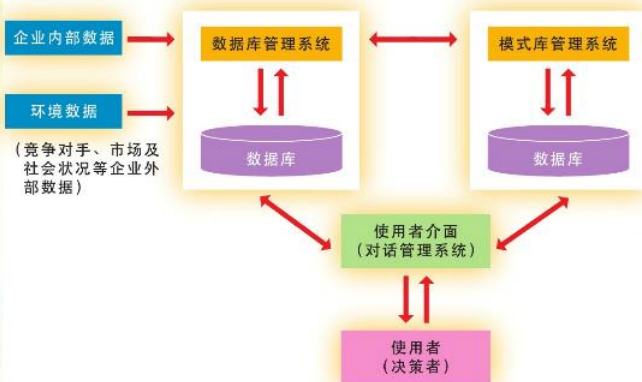 企业内部数据
数据库管理系统
模式库管理系统
环境数据
(竞争对手、市场及
社会状况等企业外
部数据)
数据库
数据库
使用者介面
(对话管理系统)
使用者
(决策者)